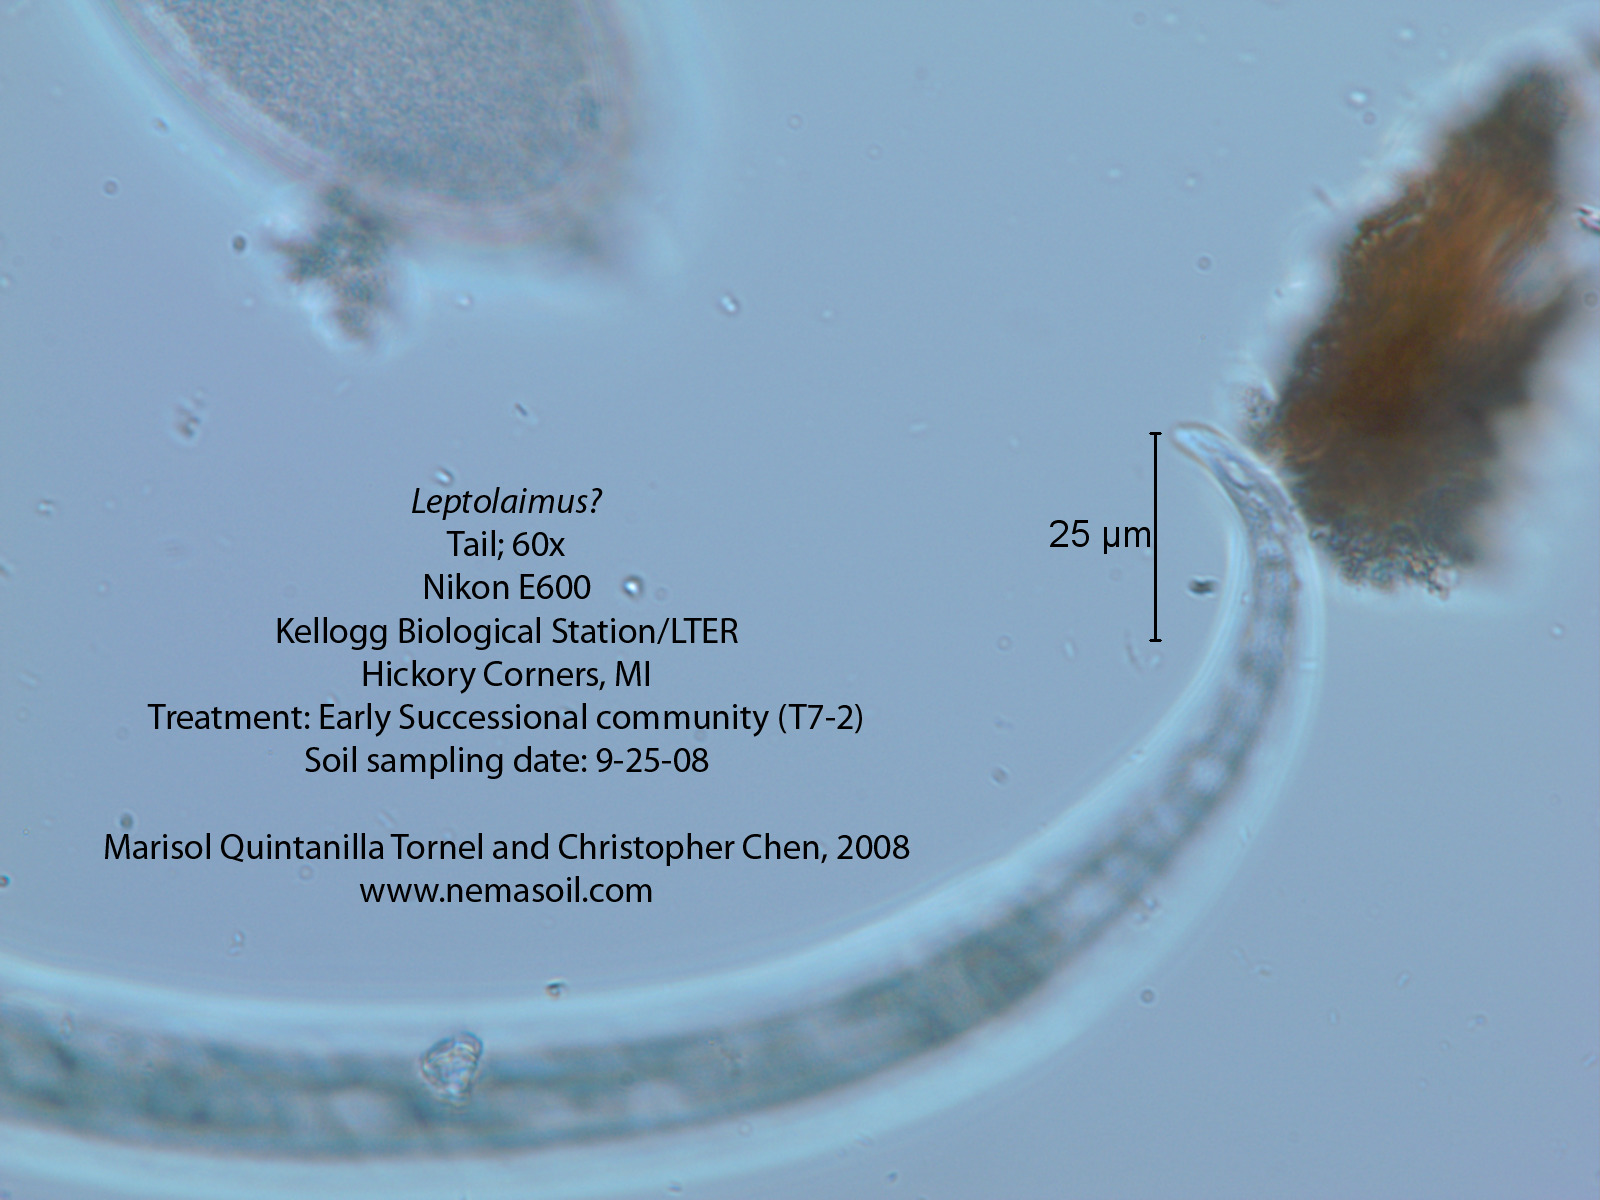 Leptolaimus?
Tail; 60x
Nikon E600
Kellogg Biological Station/LTER
Hickory Corners, MI
Treatment: Early Successional community (T7-2)
Soil sampling date: 9-25-08
Marisol Quintanilla Tornel and Christopher Chen, 2008
www.nemasoil.com
25 µm